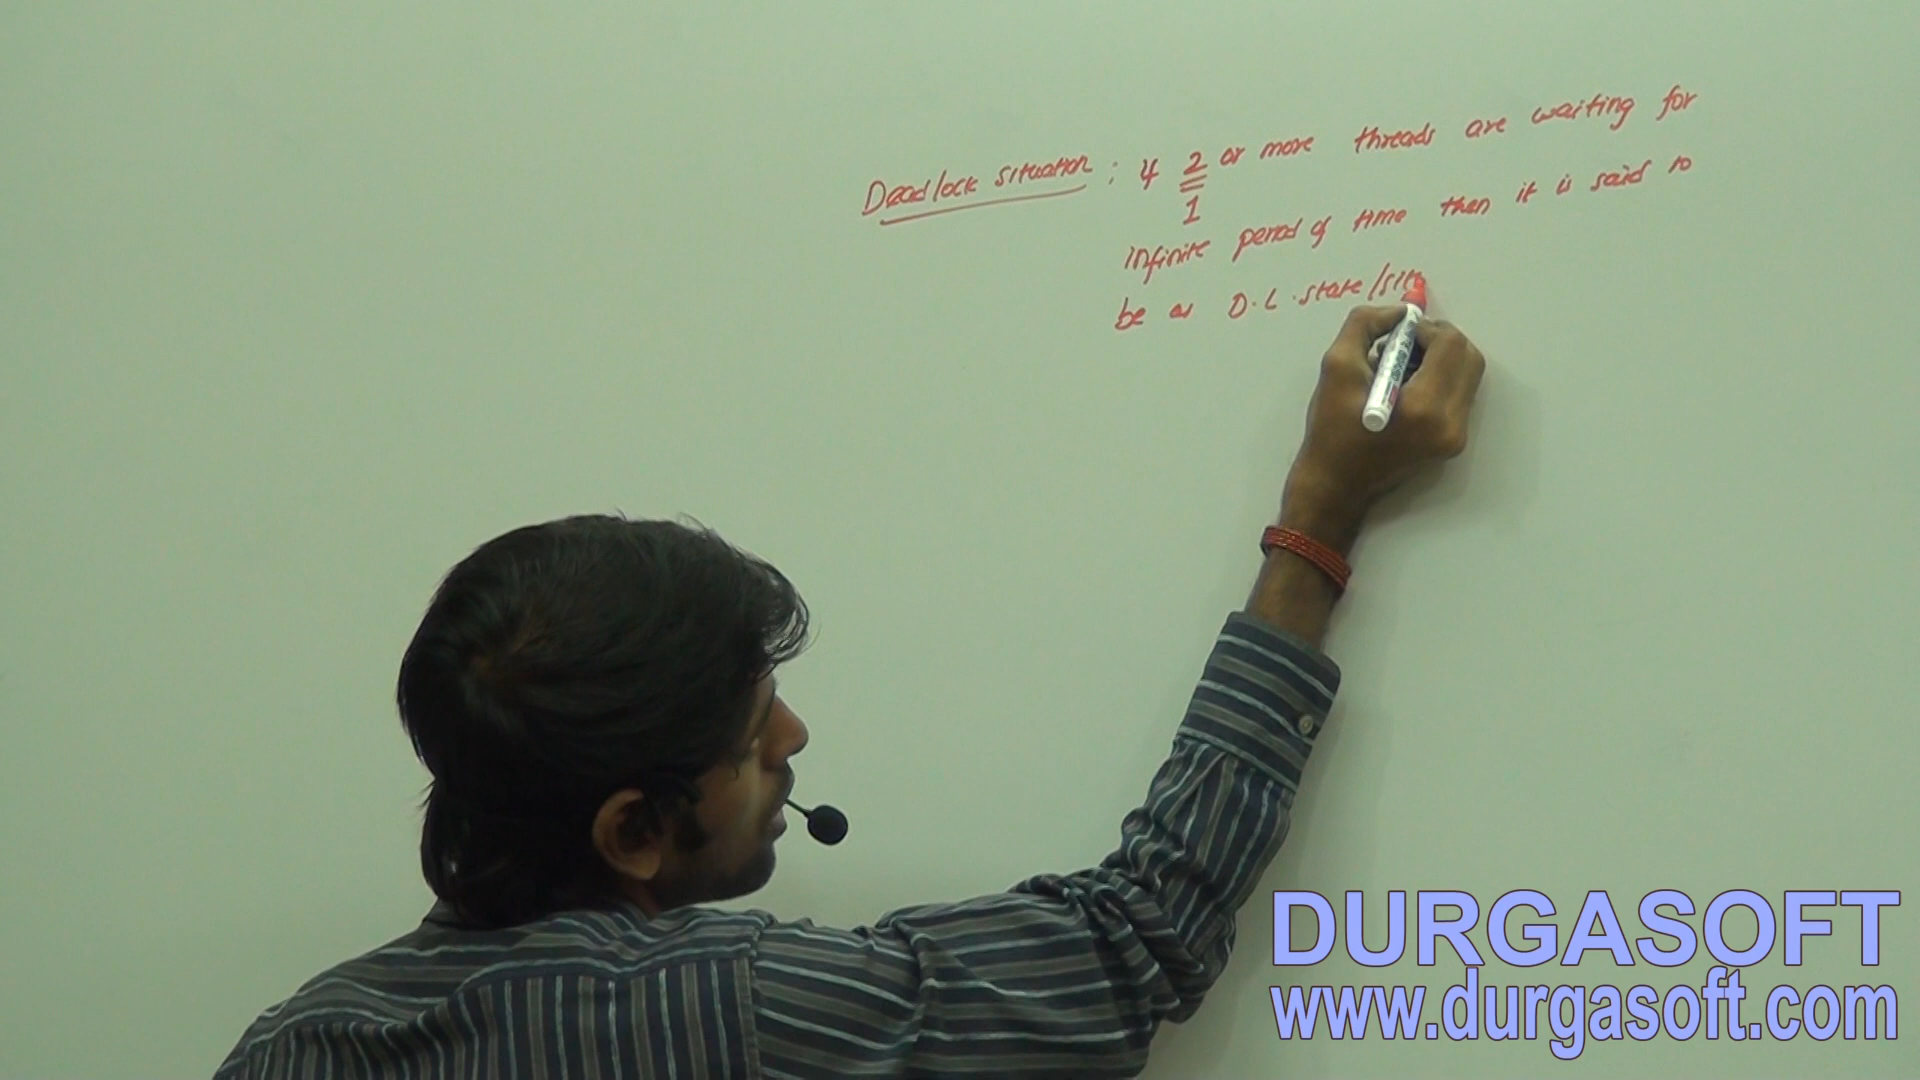 Deadlock situation : If 2 or more threads are waiting for
1
infinite period of time then it is said to
be as D.L.state/situ
DURGASOFT
www.durgasoft.com